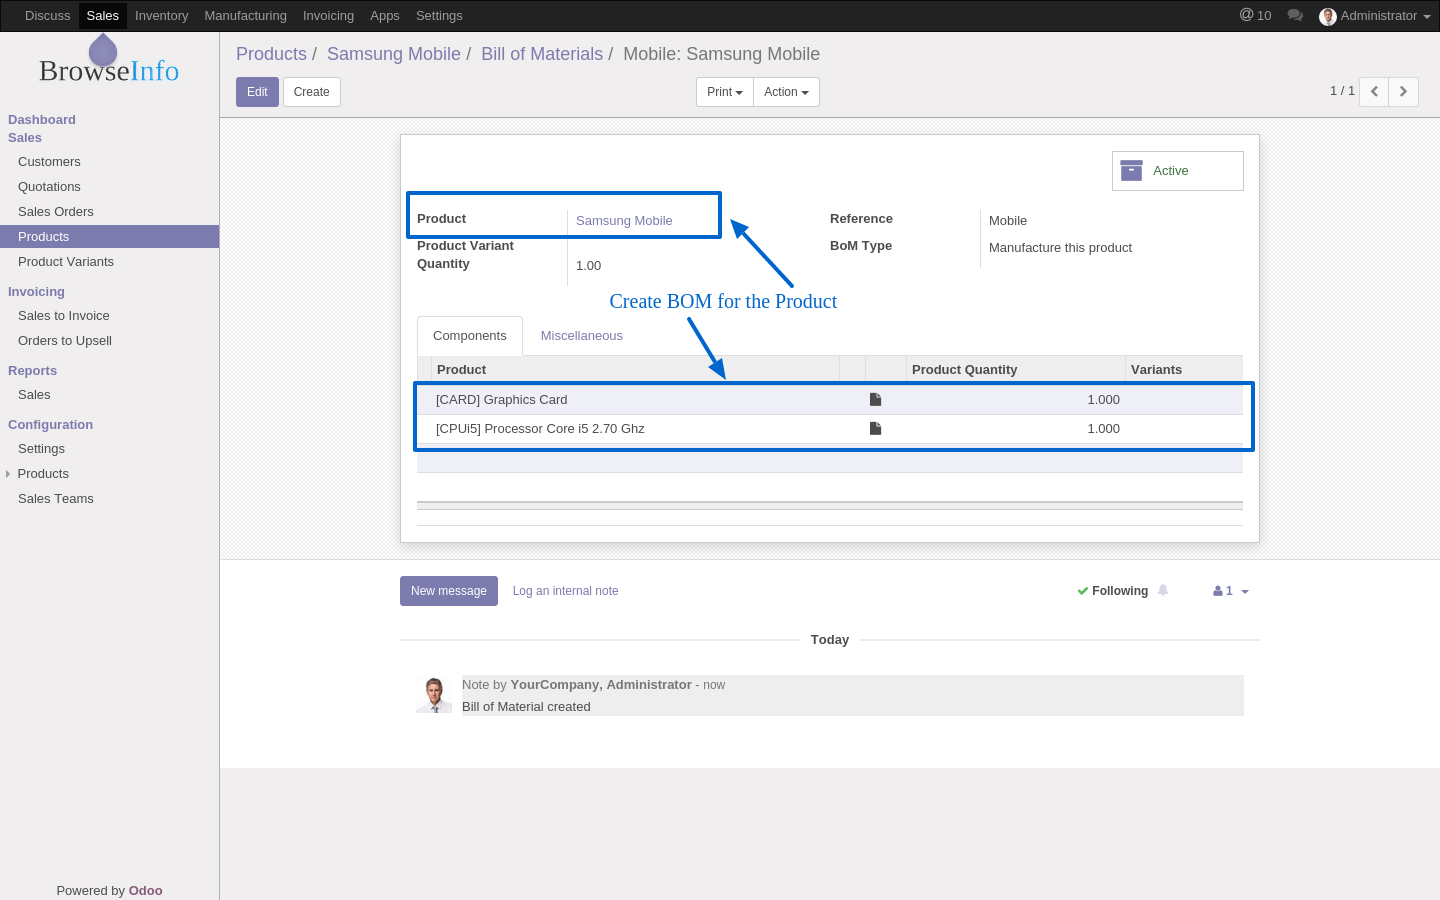 Discuss Sales Inventory Manufacturing Invoicing Apps Settings @ 10 Administrator
BrowseInfo
Dashboard
Sales
Customers
Quotations
Sales Orders
Products
Product Variants
Invoicing
Sales to Invoice
Orders to Upsell
Reports
Sales
Configuration
Settings
Products
Sales Teams
Powered by Odoo
Products / Samsung Mobile / Bill of Materials / Mobile: Samsung Mobile
Edit Create Print Action 1 / 1
Active
Product Samsung Mobile Reference Mobile
Product Variant BoM Type Manufacture this product
Quantity 1.00
Create BOM for the Product
Components Miscellaneous
Product Product Quantity Variants
[CARD] Graphics Card 1.000
[CPUi5] Processor Core i5 2.70 Ghz 1.000
New message Log an internal note Following 1
Today
Note by YourCompany, Administrator - now
Bill of Material created